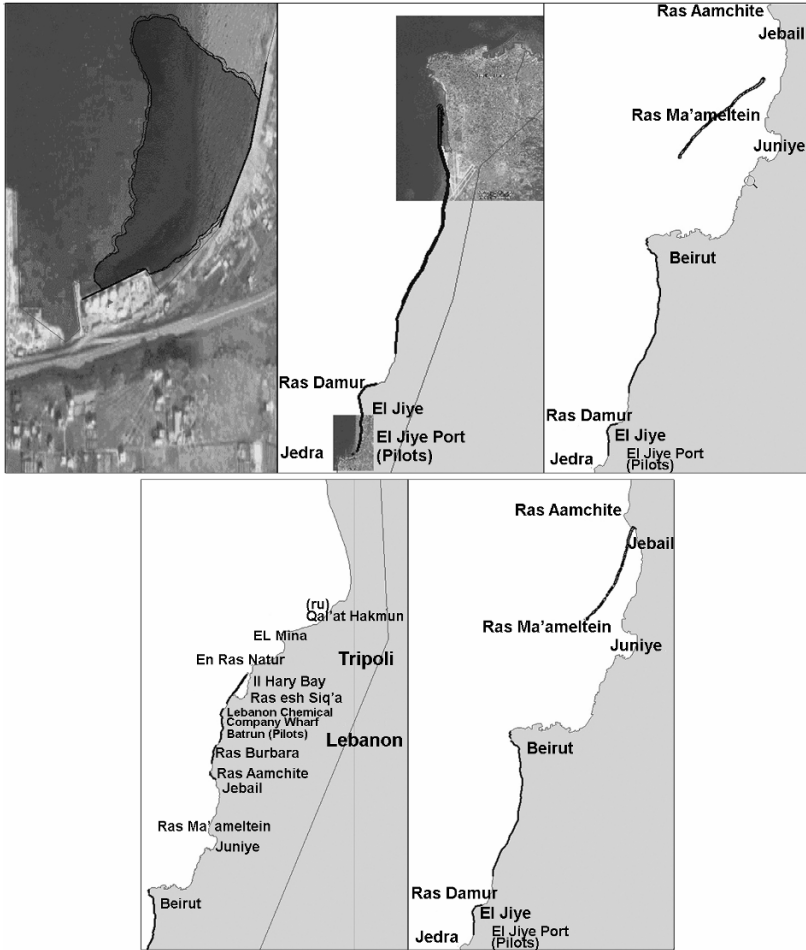 Ras Damur
El Jiye
El Jiye Port
(Pilots)
Jedra
Ras Aamchite
Jebail
Ras Ma'ameltein
Juniye
Beirut
Ras Damur
El Jiye
El Jiye Port
(Pilots)
Jedra
(ru)
Qal'at Hakmun
EL Mina
Tripoli
En Ras Natur
Il Hary Bay
Ras esh Siq'a
Lebanon Chemical
Company Wharf
Batrun (Pilots)
Lebanon
Ras Burbara
Ras Aamchite
Jebail
Ras Ma' ameltein
Juniye
Beirut
Ras Aamchite
Jebail
Ras Ma'ameltein
Juniye
Beirut
Ras Damur
El Jiye
El Jiye Port
(Pilots)
Jedra